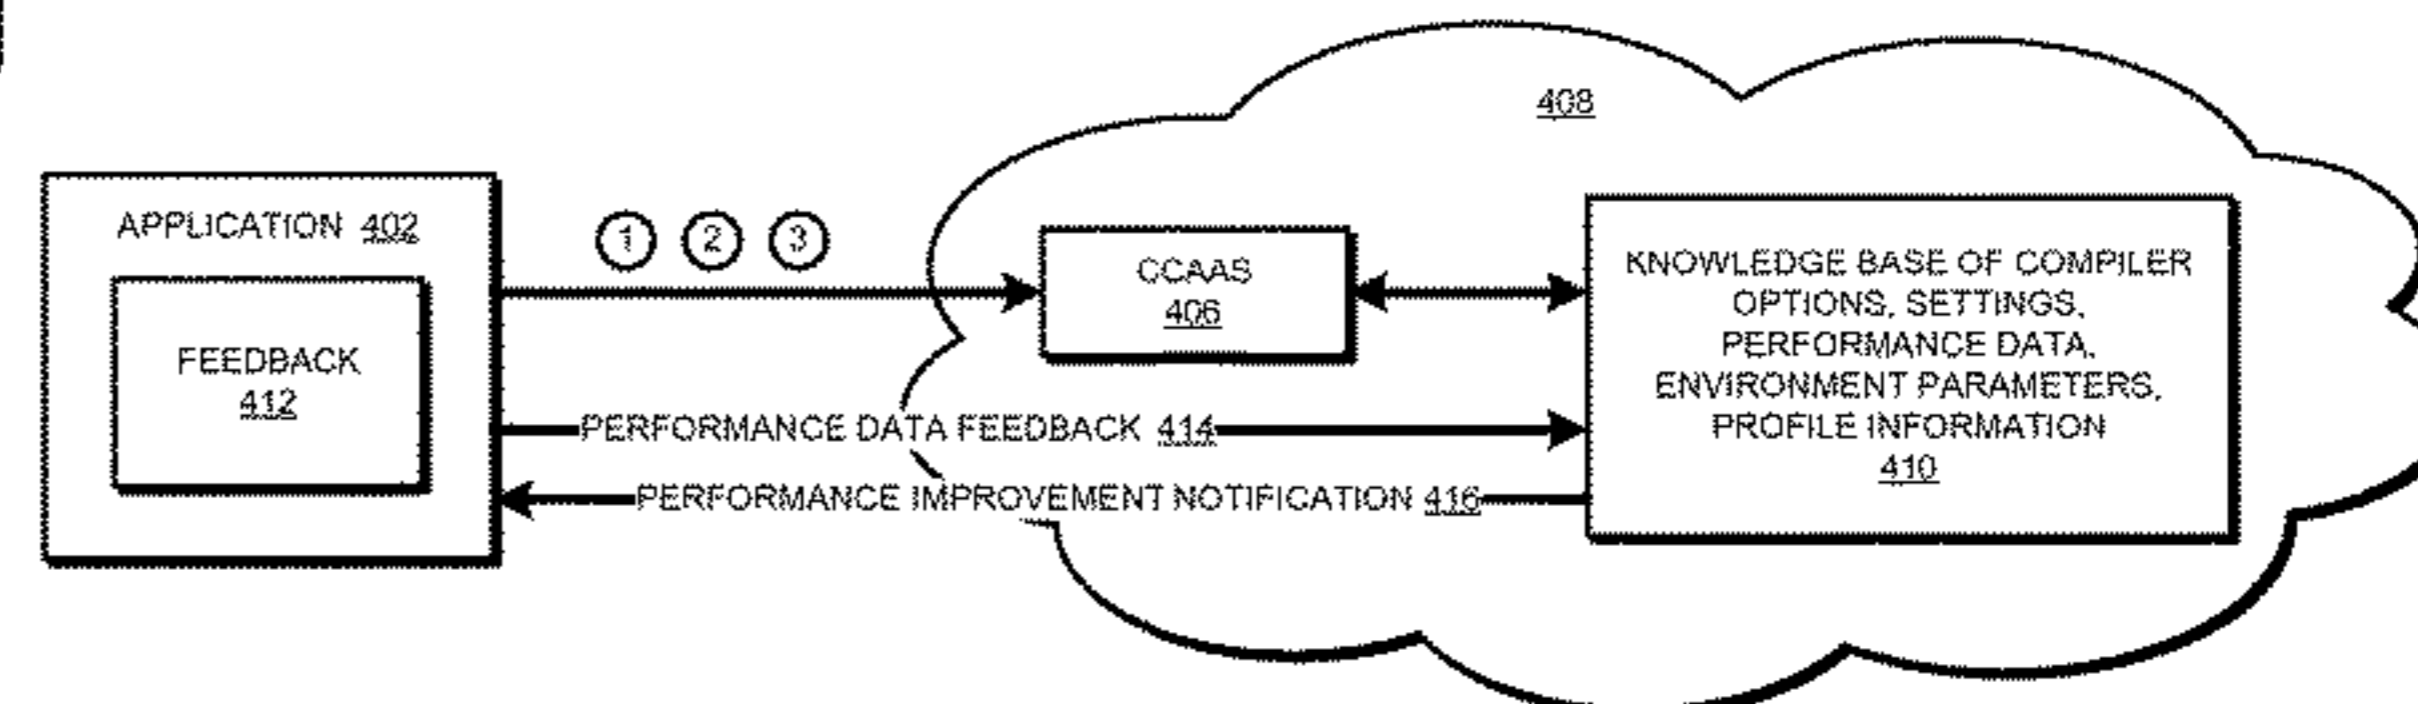 408
APPLICATION 402
1 2 3
FEEDBACK
412
CCAAS
406
KNOWLEDGE BASE OF COMPILER
OPTIONS, SETTINGS,
PERFORMANCE DATA,
ENVIRONMENT PARAMETERS,
PROFILE INFORMATION
410
PERFORMANCE DATA FEEDBACK 414
PERFORMANCE IMPROVEMENT NOTIFICATION 416